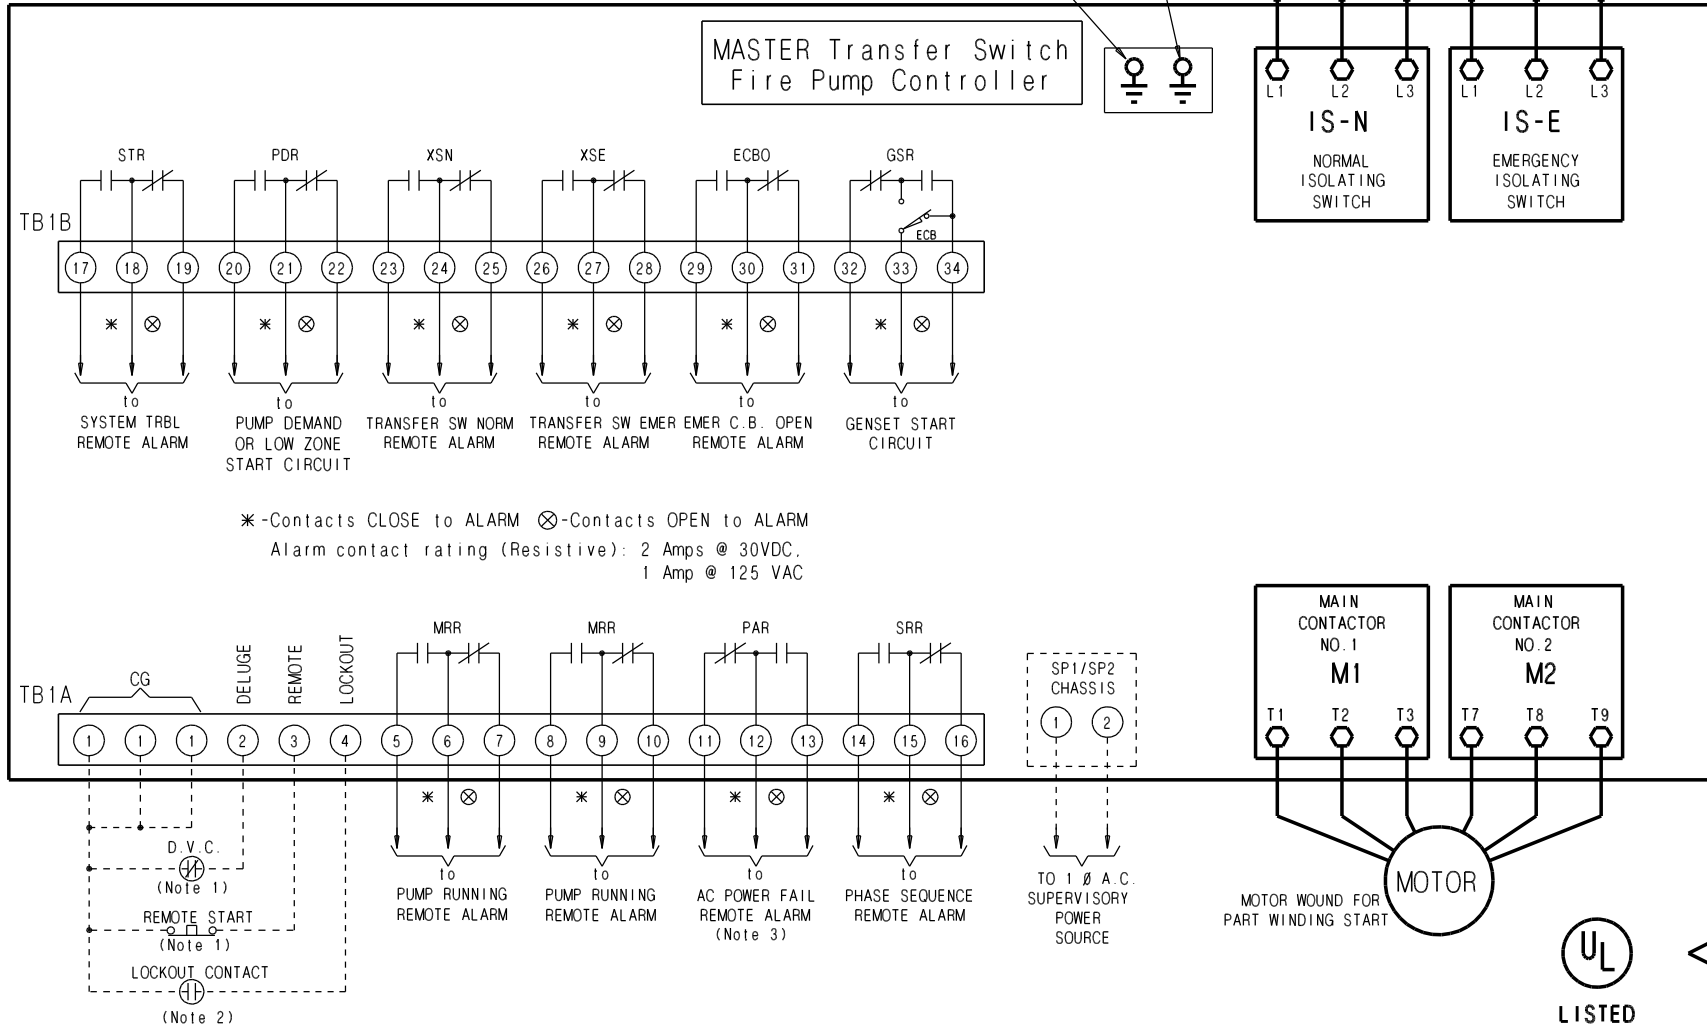 MASTER Transfer Switch
Fire Pump Controller
L1 L2 L3
IS-N
NORMAL
ISOLATING
SWITCH
L1 L2 L3
IS-E
EMERGENCY
ISOLATING
SWITCH
STR PDR XSN XSE ECBO GSR
ECB
TB1B
17 18 19 20 21 22 23 24 25 26 27 28 29 30 31 32 33 34
to
SYSTEM TRBL
REMOTE ALARM
to
PUMP DEMAND
OR LOW ZONE
START CIRCUIT
to
TRANSFER SW NORM
REMOTE ALARM
to
TRANSFER SW EMER
REMOTE ALARM
to
EMER C.B. OPEN
REMOTE ALARM
to
GENSET START
CIRCUIT
* -Contacts CLOSE to ALARM ⊗-Contacts OPEN to ALARM
Alarm contact rating (Resistive): 2 Amps @ 30VDC,
1 Amp @ 125 VAC
TB1A
CG
DELUGE
REMOTE
LOCKOUT
MRR MRR PAR SRR
1 1 1 2 3 4 5 6 7 8 9 10 11 12 13 14 15 16
SP1/SP2
CHASSIS
1 2
D.V.C.
(Note 1)
REMOTE START
(Note 1)
LOCKOUT CONTACT
(Note 2)
to
PUMP RUNNING
REMOTE ALARM
to
PUMP RUNNING
REMOTE ALARM
to
AC POWER FAIL
REMOTE ALARM
(Note 3)
to
PHASE SEQUENCE
REMOTE ALARM
TO 1 Ø A.C.
SUPERVISORY
POWER
SOURCE
MAIN
CONTACTOR
NO.1
M1
T1 T2 T3
MAIN
CONTACTOR
NO.2
M2
T7 T8 T9
MOTOR
MOTOR WOUND FOR
PART WINDING START
UL
LISTED